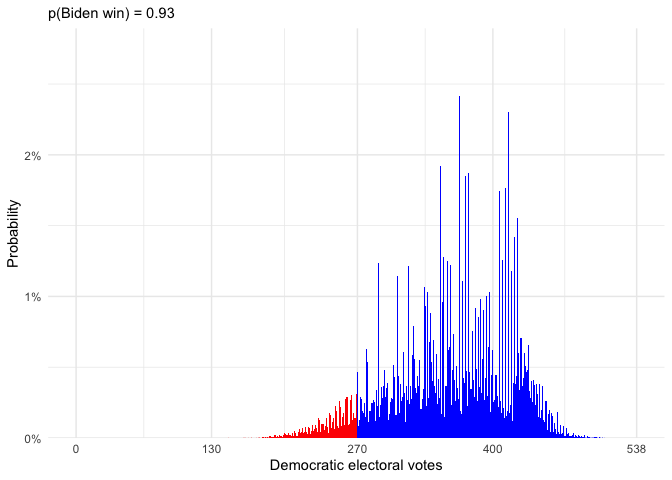 p(Biden win) = 0.93
Probability
2%
1%
0%
0 130 270 400 538
Democratic electoral votes